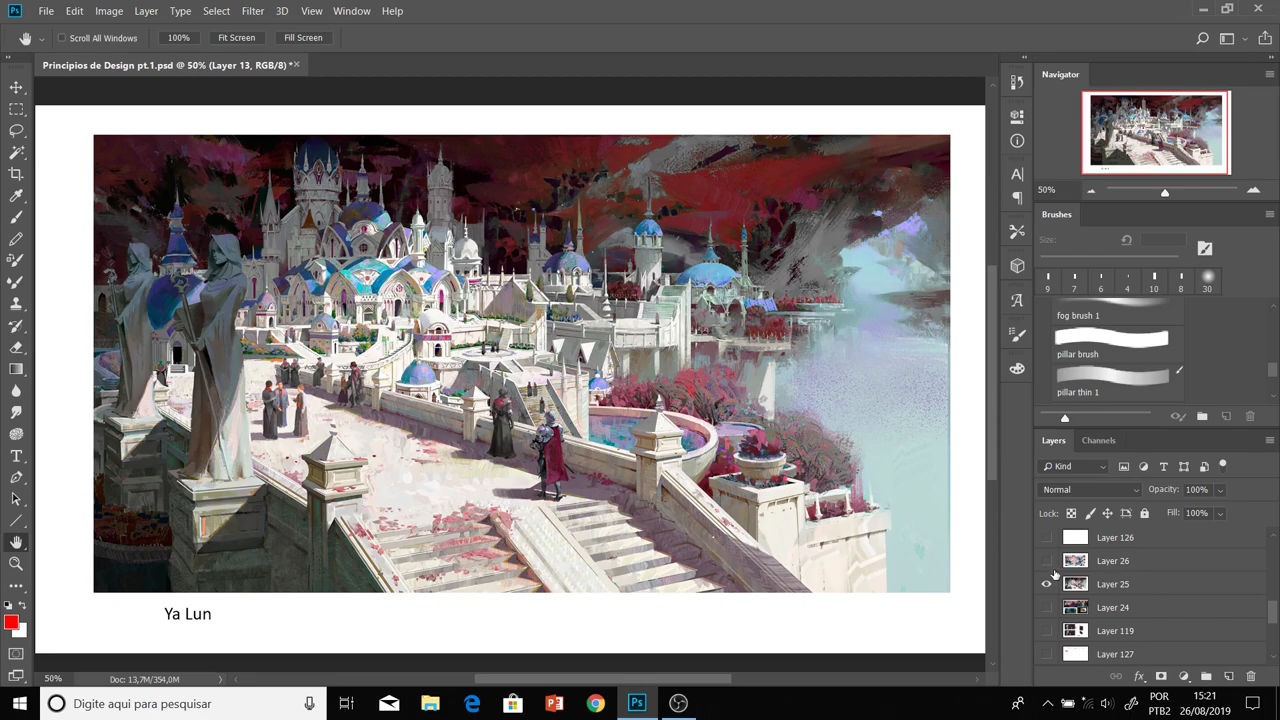 Ps File Edit Image Layer Type Select Filter 3D View Window Help
Scroll All Windows 100% Fit Screen Fill Screen
Principios de Design pt.1.psd @ 50% (Layer 13, RGB/8) *
Navigator
50%
Brushes
Size:
9 7 6 4 10 8 30
fog brush 1
pillar brush
pillar thin 1
Layers Channels
Kind
Normal Opacity: 100%
Lock: Fill: 100%
Layer 126
Layer 26
Layer 25
Layer 24
Layer 119
Layer 127
Ya Lun
50% Doc: 13,7M/354,0M
Digite aqui para pesquisar
POR 15:21
PTB2 26/08/2019